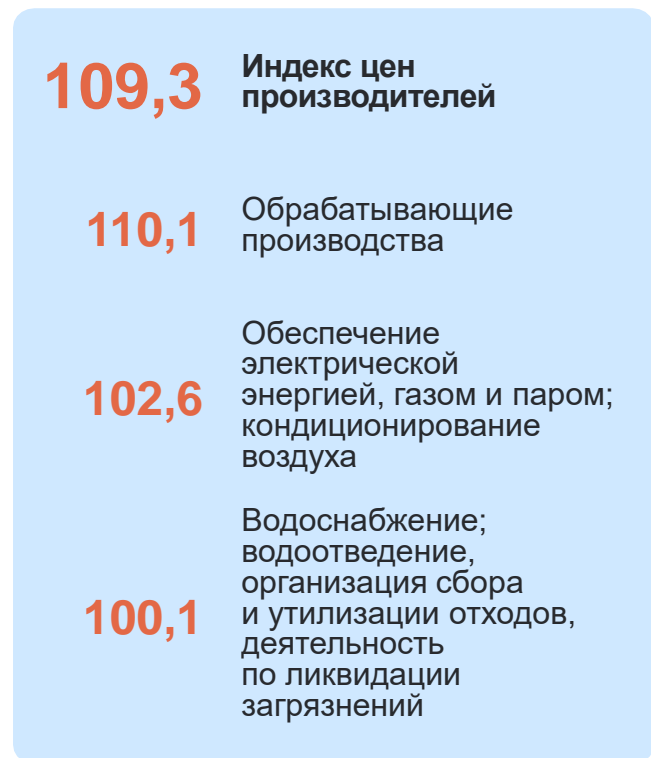 109,3
Индекс цен
производителей
110,1
Обрабатывающие
производства
102,6
Обеспечение
электрической
энергией, газом и паром;
кондиционирование
воздуха
100,1
Водоснабжение;
водоотведение,
организация сбора
и утилизации отходов,
деятельность
по ликвидации
загрязнений